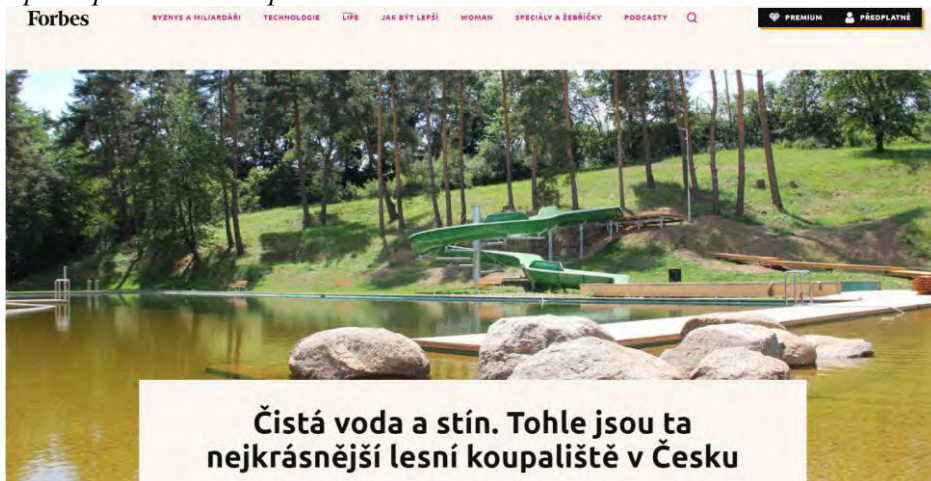 Forbes
BYZNYS A MILIARDÁŘI TECHNOLOGIE LIFE JAK BÝT LEPŠÍ WOMAN SPECIÁLY A ŽEBŘÍČKY PODCASTY PREMIUM PŘEDPLATNÉ
Čistá voda a stín. Tohle jsou ta
nejkrásnější lesní koupaliště v Česku